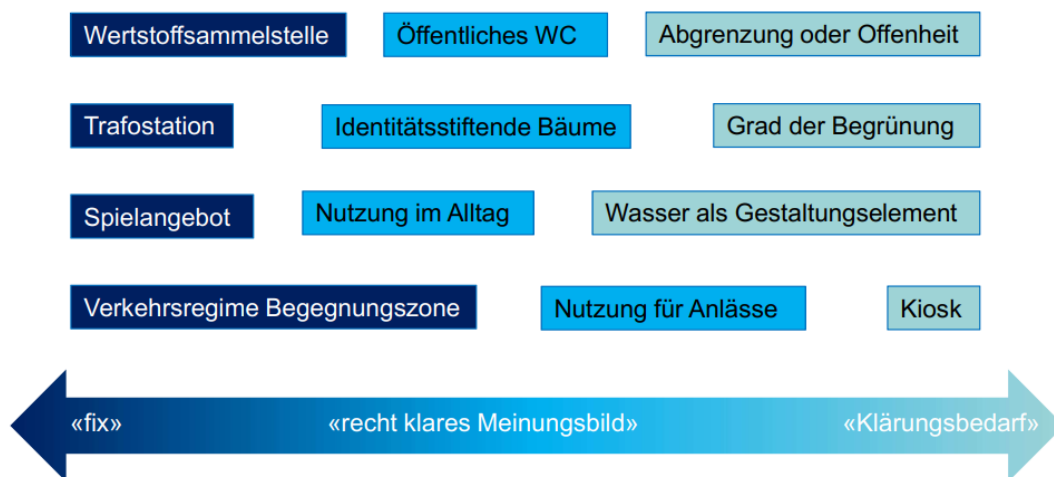 Wertstoffsammelstelle
Öffentliches WC
Abgrenzung oder Offenheit
Trafostation
Identitätsstiftende Bäume
Grad der Begrünung
Spielangebot
Nutzung im Alltag
Wasser als Gestaltungselement
Verkehrsregime Begegnungszone
Nutzung für Anlässe
Kiosk
«fix»
«recht klares Meinungsbild»
«Klärungsbedarf»